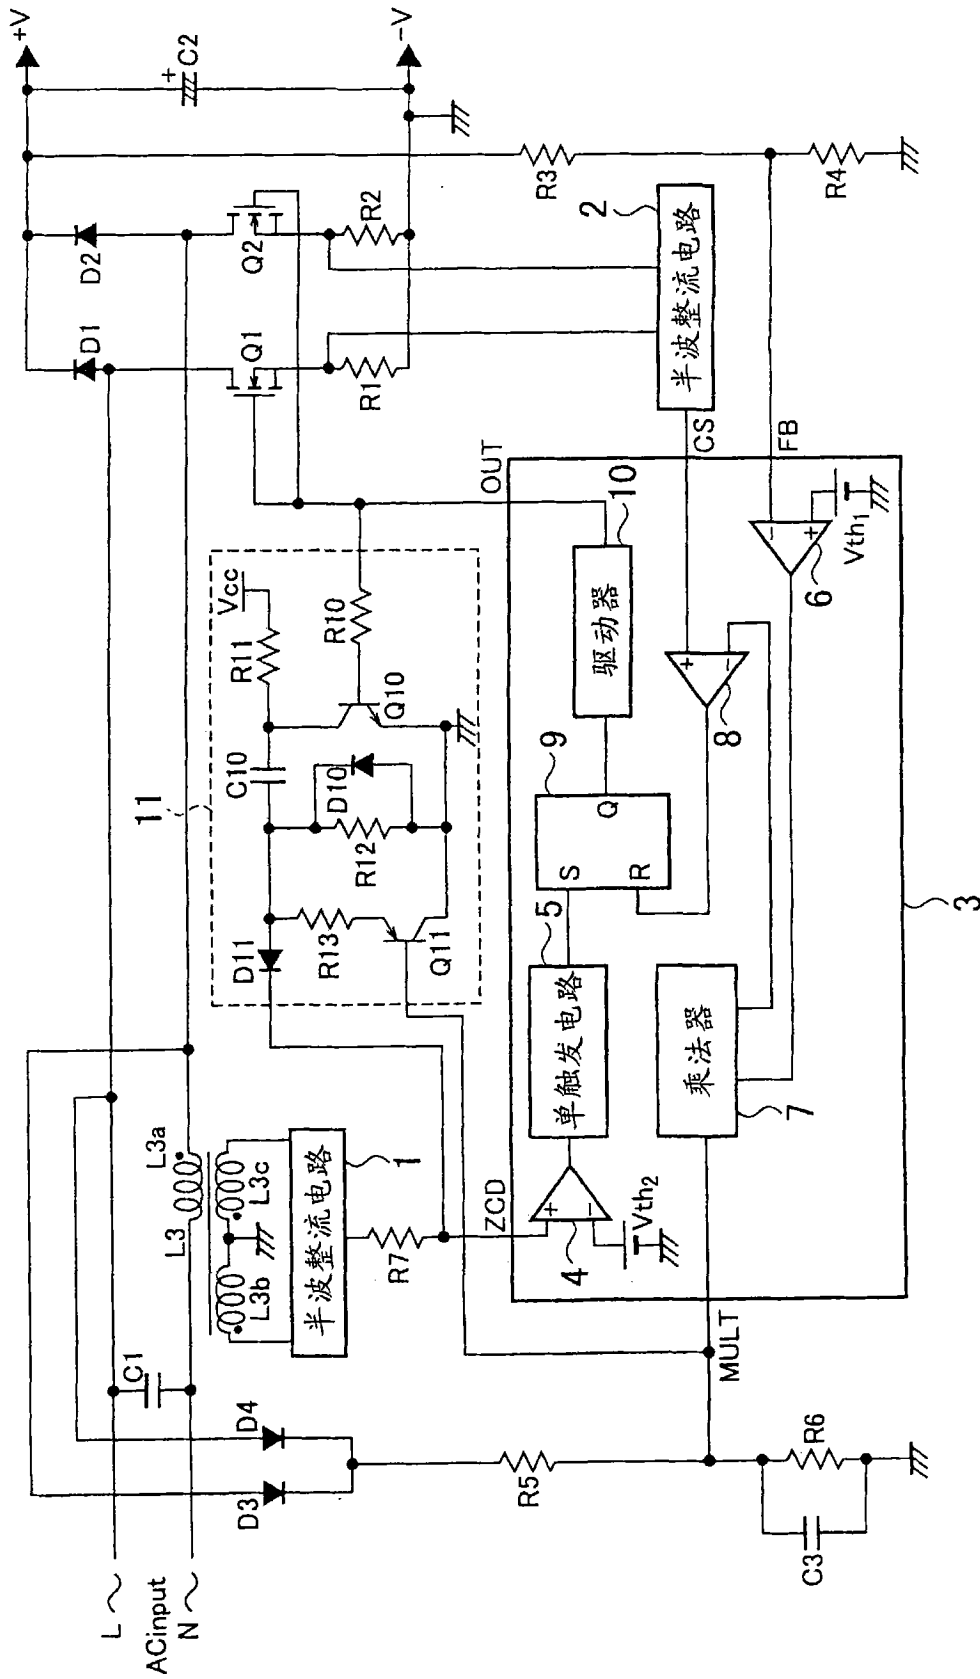 L
ACinput
N
C1
L3
L3a
L3b
L3c
D3
D4
半波整流电路
1
R7
R5
MULT
R6
C3
11
D11
C10
R11
Vcc
R13
R12
D10
Q11
Q10
R10
D1
D2
Q1
Q2
R1
R2
+V
-V
+
C2
R3
R4
半波整流电路
2
OUT
CS
FB
ZCD
+
-
4
Vth2
单触发电路
5
S
R
Q
9
驱动器
10
+
-
8
乘法器
7
-
+
6
Vth1
3